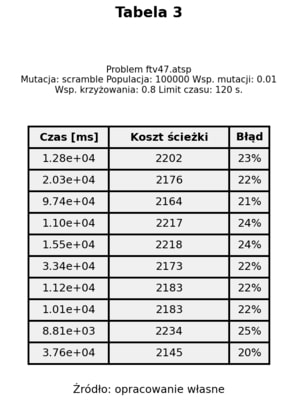 Tabela 3
Problem ftv47.atsp
Mutacja: scramble Populacja: 100000 Wsp. mutacji: 0.01
Wsp. krzyżowania: 0.8 Limit czasu: 120 s.
Czas [ms] Koszt ścieżki Błąd
1.28e+04 2202 23%
2.03e+04 2176 22%
9.74e+04 2164 21%
1.10e+04 2217 24%
1.55e+04 2218 24%
3.34e+04 2173 22%
1.12e+04 2183 22%
1.01e+04 2183 22%
8.81e+03 2234 25%
3.76e+04 2145 20%
Źródło: opracowanie własne